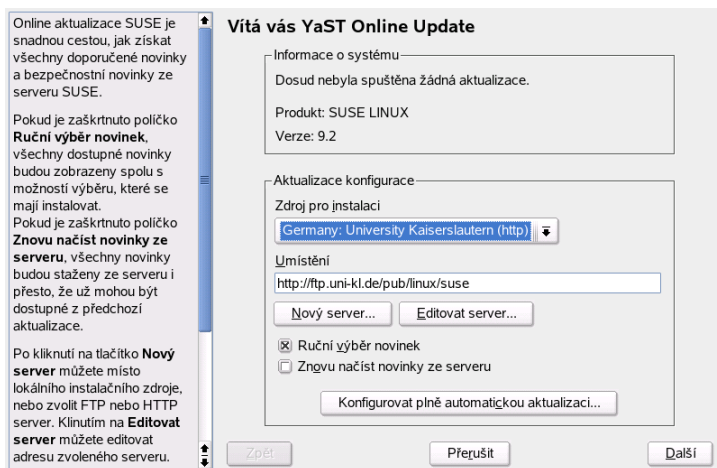 Online aktualizace SUSE je
snadnou cestou, jak získat
všechny doporučené novinky
a bezpečnostní novinky ze
serveru SUSE.
Pokud je zaškrtnuto políčko
Ruční výběr novinek,
všechny dostupné novinky
budou zobrazeny spolu s
možností výběru, které se
mají instalovat.
Pokud je zaškrtnuto políčko
Znovu načíst novinky ze
serveru, všechny novinky
budou staženy ze serveru i
přesto, že už mohou být
dostupné z předchozí
aktualizace.
Po kliknutí na tlačítko Nový
server můžete místo
lokálního instalačního zdroje,
nebo zvolit FTP nebo HTTP
server. Klinutím na Editovat
server můžete editovat
adresu zvoleného serveru.
Vítá vás YaST Online Update
Informace o systému
Dosud nebyla spuštěna žádná aktualizace.
Produkt: SUSE LINUX
Verze: 9.2
Aktualizace konfigurace
Zdroj pro instalaci
Germany: University Kaiserslautern (http)
Umístění
http://ftp.uni-kl.de/pub/linux/suse
Nový server...
Editovat server...
Ruční výběr novinek
Znovu načíst novinky ze serveru
Konfigurovat plně automatickou aktualizaci...
Zpět
Přerušit
Další